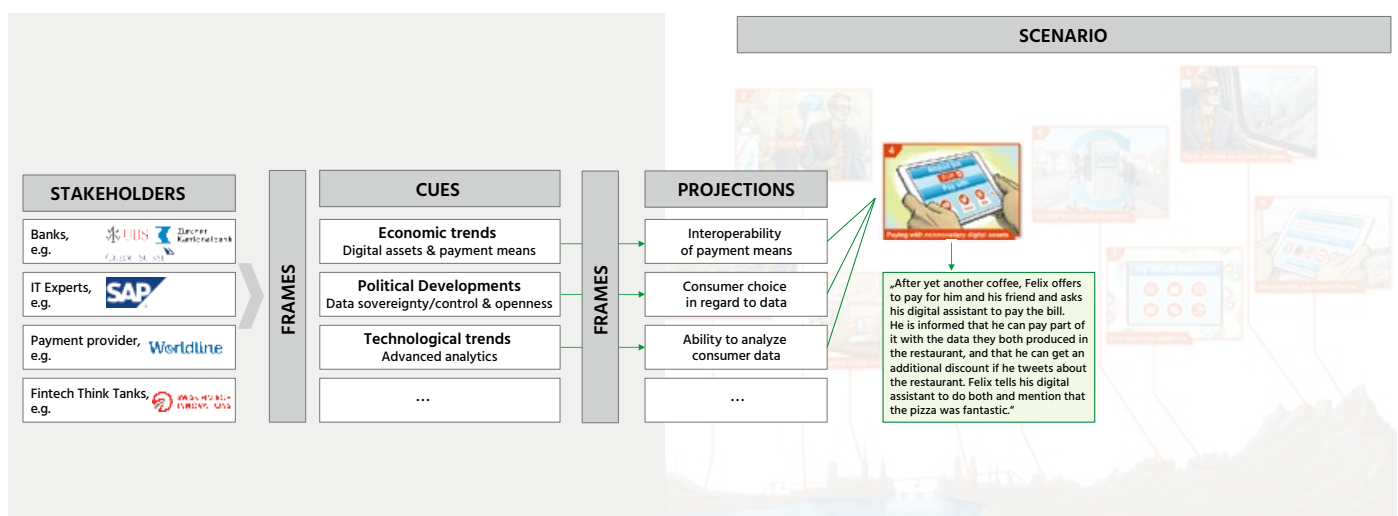 SCENARIO
STAKEHOLDERS
Banks,
e.g.
UBS
Zürcher
Kantonalbank
CREDIT SUISSE
IT Experts,
e.g.
SAP
Payment provider,
e.g.
Worldline
Fintech Think Tanks,
e.g.
FRAMES
CUES
Economic trends
Digital assets & payment means
Political Developments
Data sovereignty/control & openness
Technological trends
Advanced analytics
...
FRAMES
PROJECTIONS
Interoperability
of payment means
Consumer choice
in regard to data
Ability to analyze
consumer data
...
4
Pay with
Paying with nonmonetary digital assets
„After yet another coffee, Felix offers
to pay for him and his friend and asks
his digital assistant to pay the bill.
He is informed that he can pay part of
it with the data they both produced in
the restaurant, and that he can get an
additional discount if he tweets about
the restaurant. Felix tells his digital
assistant to do both and mention that
the pizza was fantastic.”